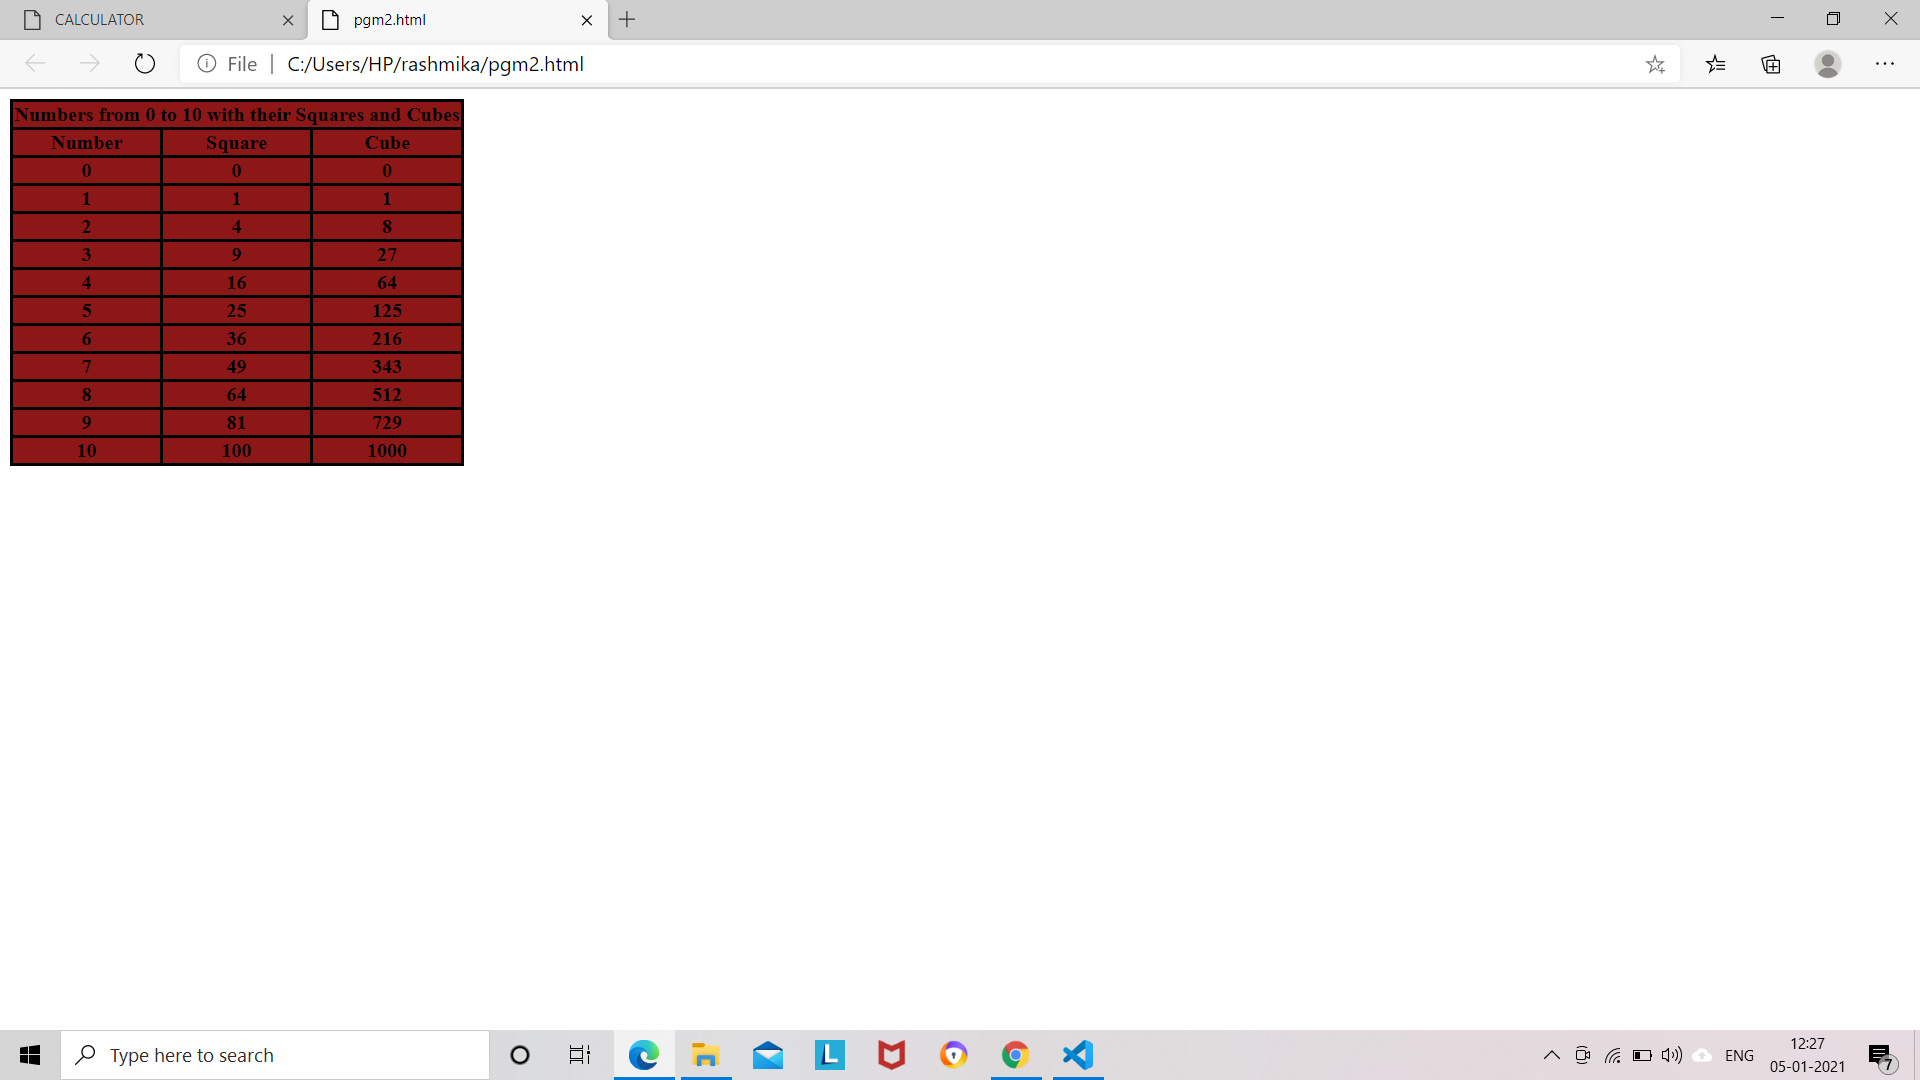 CALCULATOR
pgm2.html
File | C:/Users/HP/rashmika/pgm2.html
Numbers from 0 to 10 with their Squares and Cubes
Number Square Cube
0 0 0
1 1 1
2 4 8
3 9 27
4 16 64
5 25 125
6 36 216
7 49 343
8 64 512
9 81 729
10 100 1000
Type here to search
L
ENG
12:27
05-01-2021
7